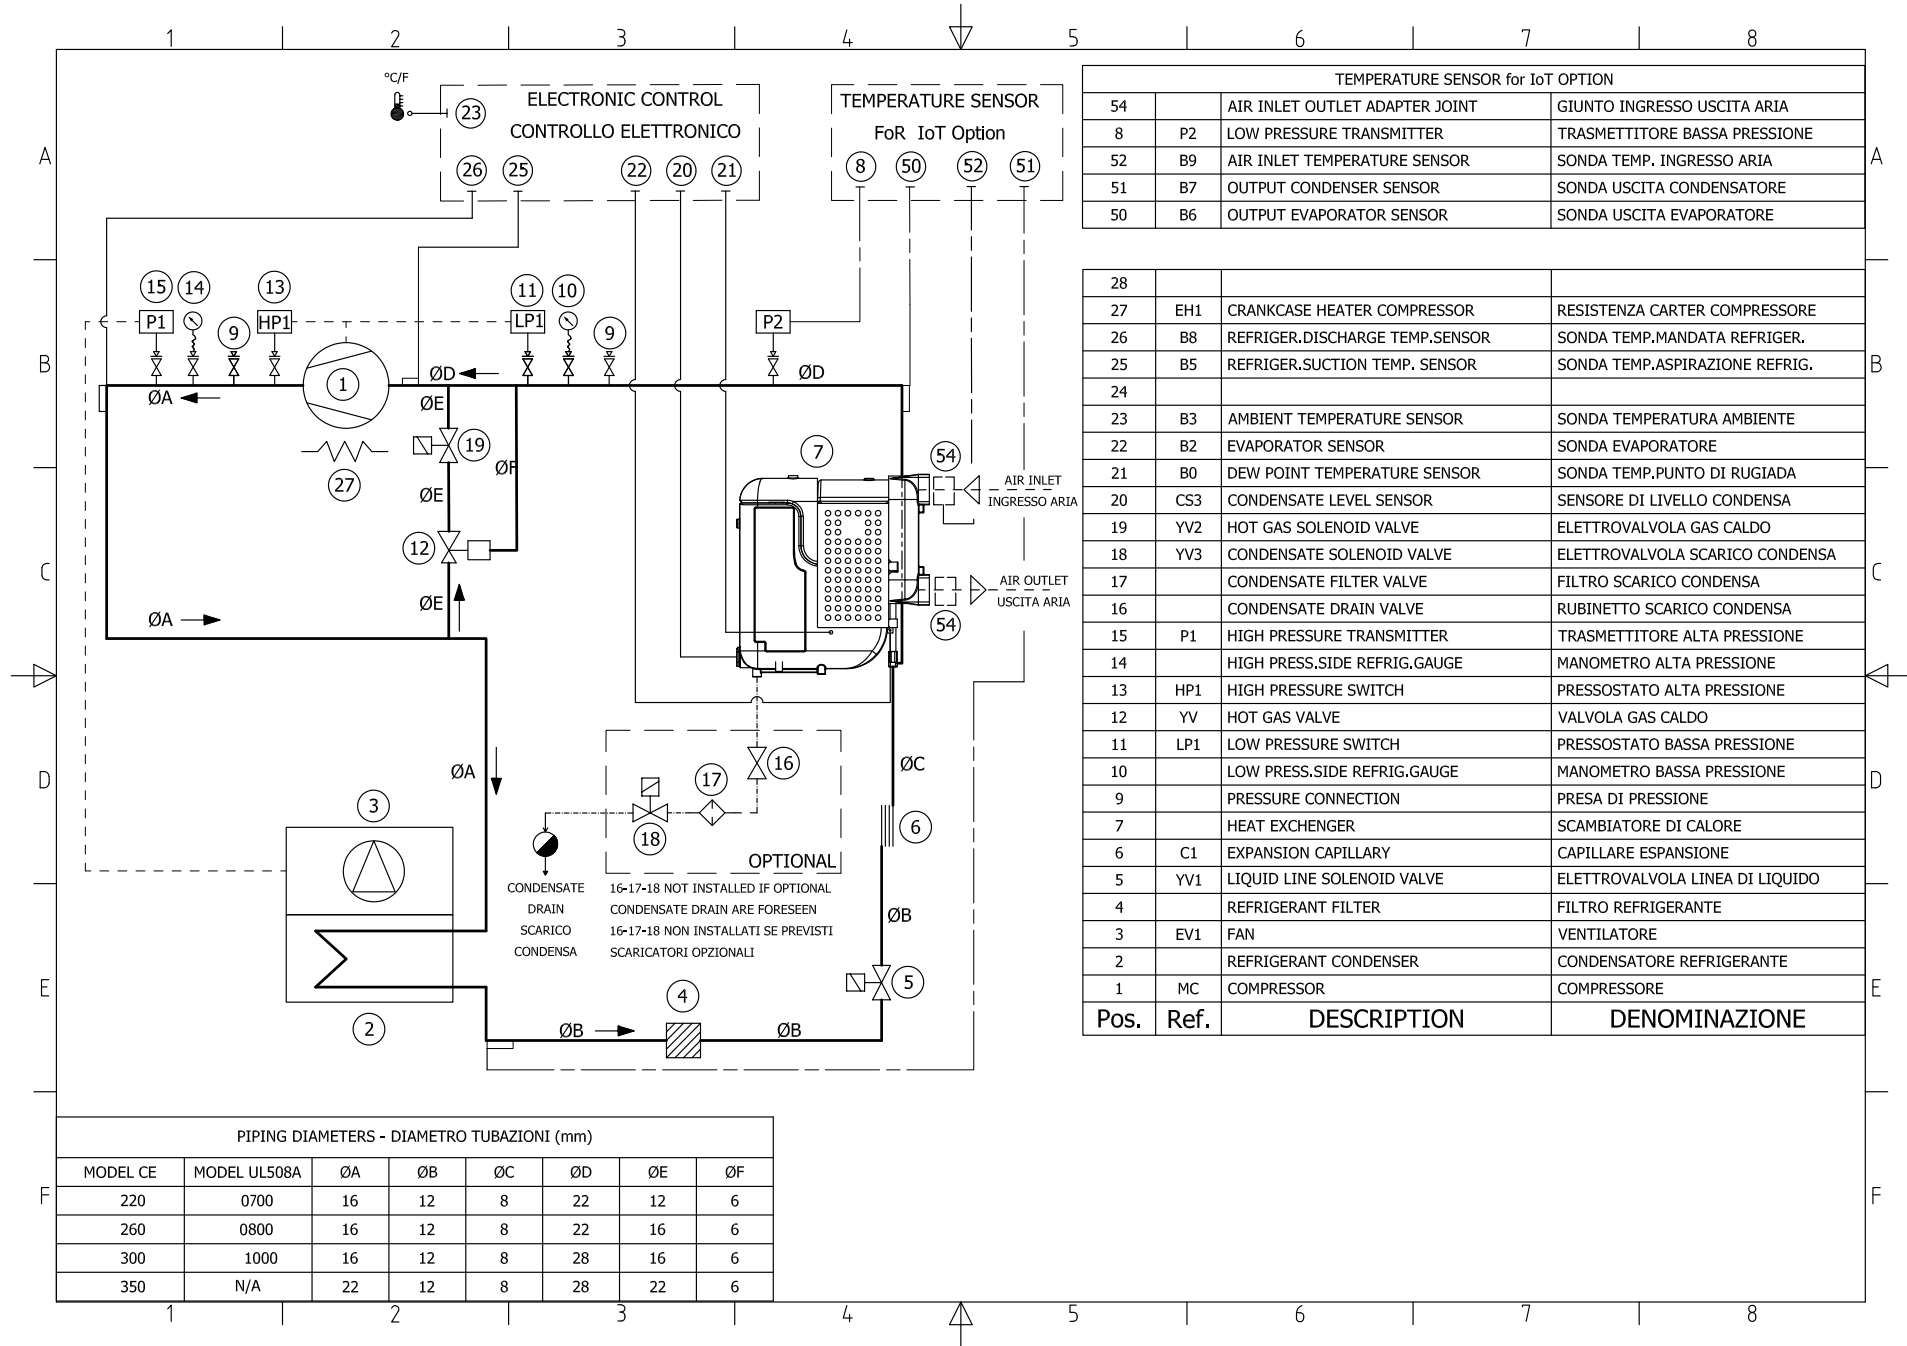 1 2 3 4 5 6 7 8
A A
B B
C C
D D
E E
F F
1 2 3 4 5 6 7 8
°C/F
23
ELECTRONIC CONTROL
CONTROLLO ELETTRONICO
26 25 22 20 21
TEMPERATURE SENSOR
FoR IoT Option
8 50 52 51
15 14 13 11 10
P1 9 HP1 LP1 9 P2
1
ØA ØD ØD
ØE
19
27
ØE ØF
12
ØE
ØA
7
54
AIR INLET
INGRESSO ARIA
AIR OUTLET
USCITA ARIA
54
ØA
3
2
16
17
18
OPTIONAL
CONDENSATE
DRAIN
SCARICO
CONDENSA
16-17-18 NOT INSTALLED IF OPTIONAL
CONDENSATE DRAIN ARE FORESEEN
16-17-18 NON INSTALLATI SE PREVISTI
SCARICATORI OPZIONALI
ØC
6
ØB
5
4
ØB ØB
TEMPERATURE SENSOR for IoT OPTION
54 AIR INLET OUTLET ADAPTER JOINT GIUNTO INGRESSO USCITA ARIA
8 P2 LOW PRESSURE TRANSMITTER TRASMETTITORE BASSA PRESSIONE
52 B9 AIR INLET TEMPERATURE SENSOR SONDA TEMP. INGRESSO ARIA
51 B7 OUTPUT CONDENSER SENSOR SONDA USCITA CONDENSATORE
50 B6 OUTPUT EVAPORATOR SENSOR SONDA USCITA EVAPORATORE
28
27 EH1 CRANKCASE HEATER COMPRESSOR RESISTENZA CARTER COMPRESSORE
26 B8 REFRIGER.DISCHARGE TEMP.SENSOR SONDA TEMP.MANDATA REFRIGER.
25 B5 REFRIGER.SUCTION TEMP. SENSOR SONDA TEMP.ASPIRAZIONE REFRIG.
24
23 B3 AMBIENT TEMPERATURE SENSOR SONDA TEMPERATURA AMBIENTE
22 B2 EVAPORATOR SENSOR SONDA EVAPORATORE
21 B0 DEW POINT TEMPERATURE SENSOR SONDA TEMP.PUNTO DI RUGIADA
20 CS3 CONDENSATE LEVEL SENSOR SENSORE DI LIVELLO CONDENSA
19 YV2 HOT GAS SOLENOID VALVE ELETTROVALVOLA GAS CALDO
18 YV3 CONDENSATE SOLENOID VALVE ELETTROVALVOLA SCARICO CONDENSA
17 CONDENSATE FILTER VALVE FILTRO SCARICO CONDENSA
16 CONDENSATE DRAIN VALVE RUBINETTO SCARICO CONDENSA
15 P1 HIGH PRESSURE TRANSMITTER TRASMETTITORE ALTA PRESSIONE
14 HIGH PRESS.SIDE REFRIG.GAUGE MANOMETRO ALTA PRESSIONE
13 HP1 HIGH PRESSURE SWITCH PRESSOSTATO ALTA PRESSIONE
12 YV HOT GAS VALVE VALVOLA GAS CALDO
11 LP1 LOW PRESSURE SWITCH PRESSOSTATO BASSA PRESSIONE
10 LOW PRESS.SIDE REFRIG.GAUGE MANOMETRO BASSA PRESSIONE
9 PRESSURE CONNECTION PRESA DI PRESSIONE
7 HEAT EXCHENGER SCAMBIATORE DI CALORE
6 C1 EXPANSION CAPILLARY CAPILLARE ESPANSIONE
5 YV1 LIQUID LINE SOLENOID VALVE ELETTROVALVOLA LINEA DI LIQUIDO
4 REFRIGERANT FILTER FILTRO REFRIGERANTE
3 EV1 FAN VENTILATORE
2 REFRIGERANT CONDENSER CONDENSATORE REFRIGERANTE
1 MC COMPRESSOR COMPRESSORE
Pos. Ref. DESCRIPTION DENOMINAZIONE
PIPING DIAMETERS - DIAMETRO TUBAZIONI (mm)
MODEL CE MODEL UL508A ØA ØB ØC ØD ØE ØF
220 0700 16 12 8 22 12 6
260 0800 16 12 8 22 16 6
300 1000 16 12 8 28 16 6
350 N/A 22 12 8 28 22 6